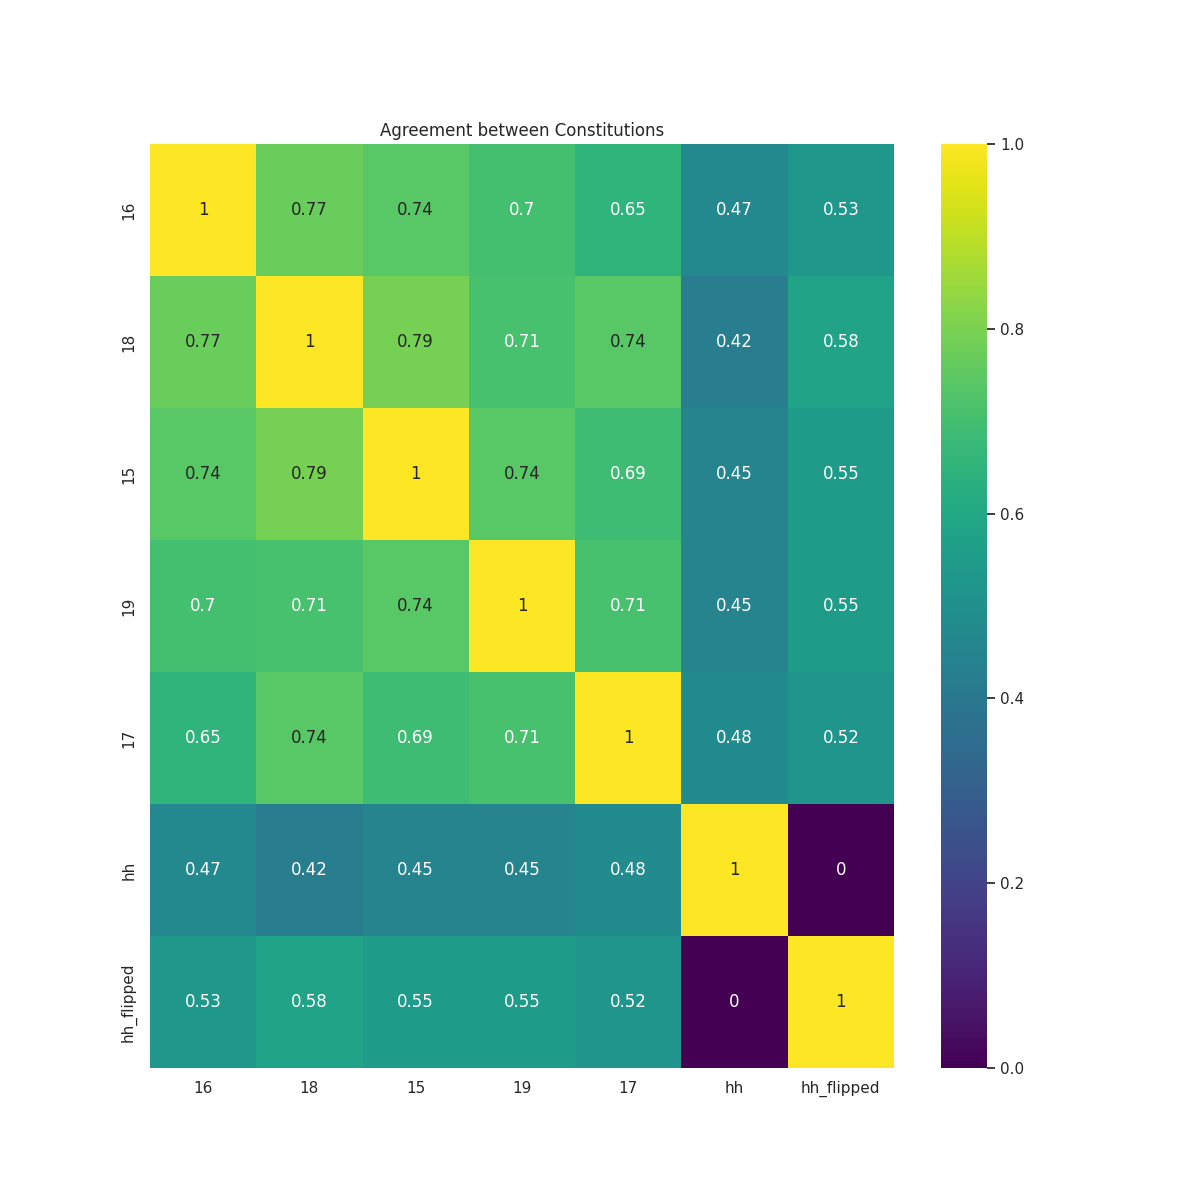 Agreement between Constitutions
16 1 0.77 0.74 0.7 0.65 0.47 0.53
18 0.77 1 0.79 0.71 0.74 0.42 0.58
15 0.74 0.79 1 0.74 0.69 0.45 0.55
19 0.7 0.71 0.74 1 0.71 0.45 0.55
17 0.65 0.74 0.69 0.71 1 0.48 0.52
hh 0.47 0.42 0.45 0.45 0.48 1 0
hh_flipped 0.53 0.58 0.55 0.55 0.52 0 1
16 18 15 19 17 hh hh_flipped
1.0
0.8
0.6
0.4
0.2
0.0